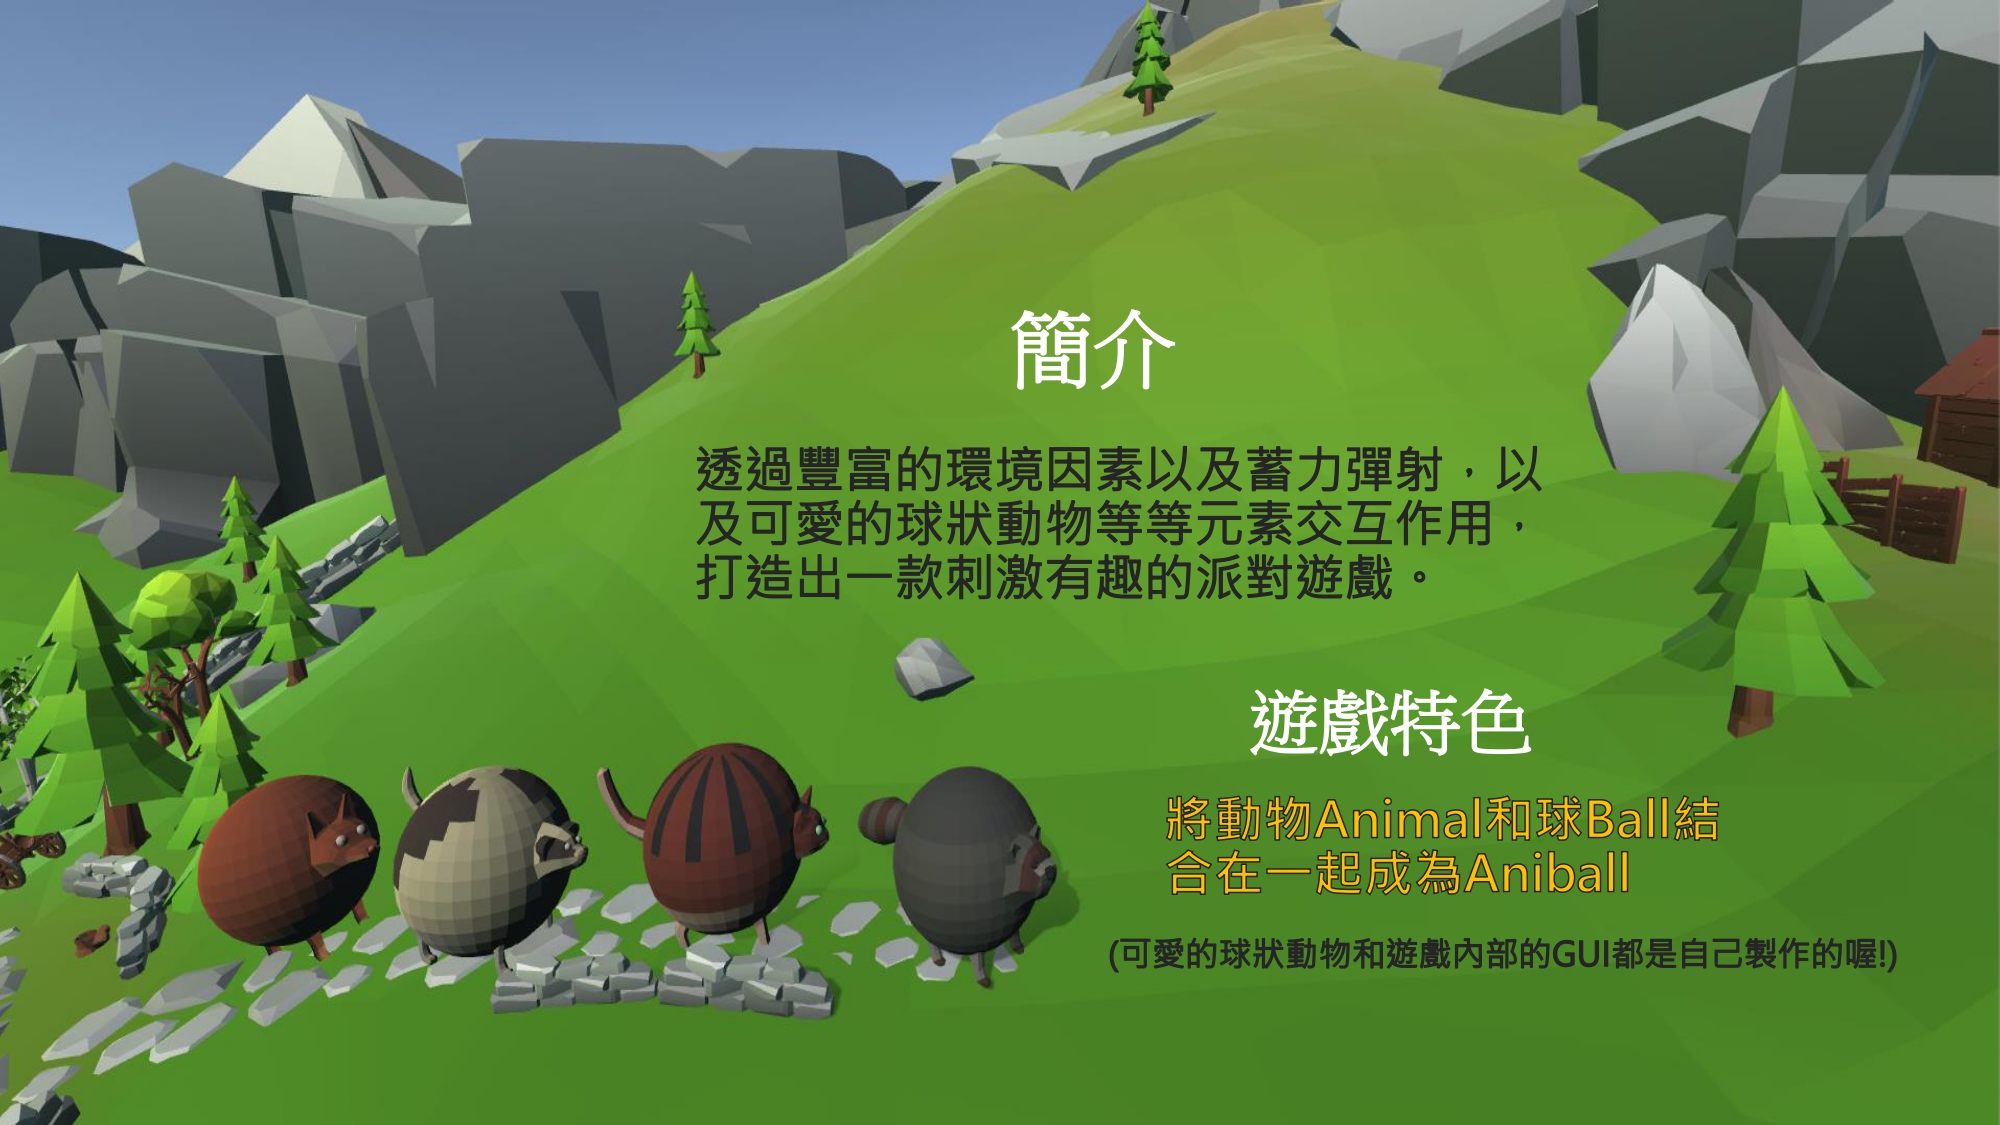 簡介
透過豐富的環境因素以及蓄力彈射，以
及可愛的球狀動物等等元素交互作用，
打造出一款刺激有趣的派對遊戲。
遊戲特色
將動物Animal和球Ball結
合在一起成為Aniball
(可愛的球狀動物和遊戲內部的GUI都是自己製作的喔!)